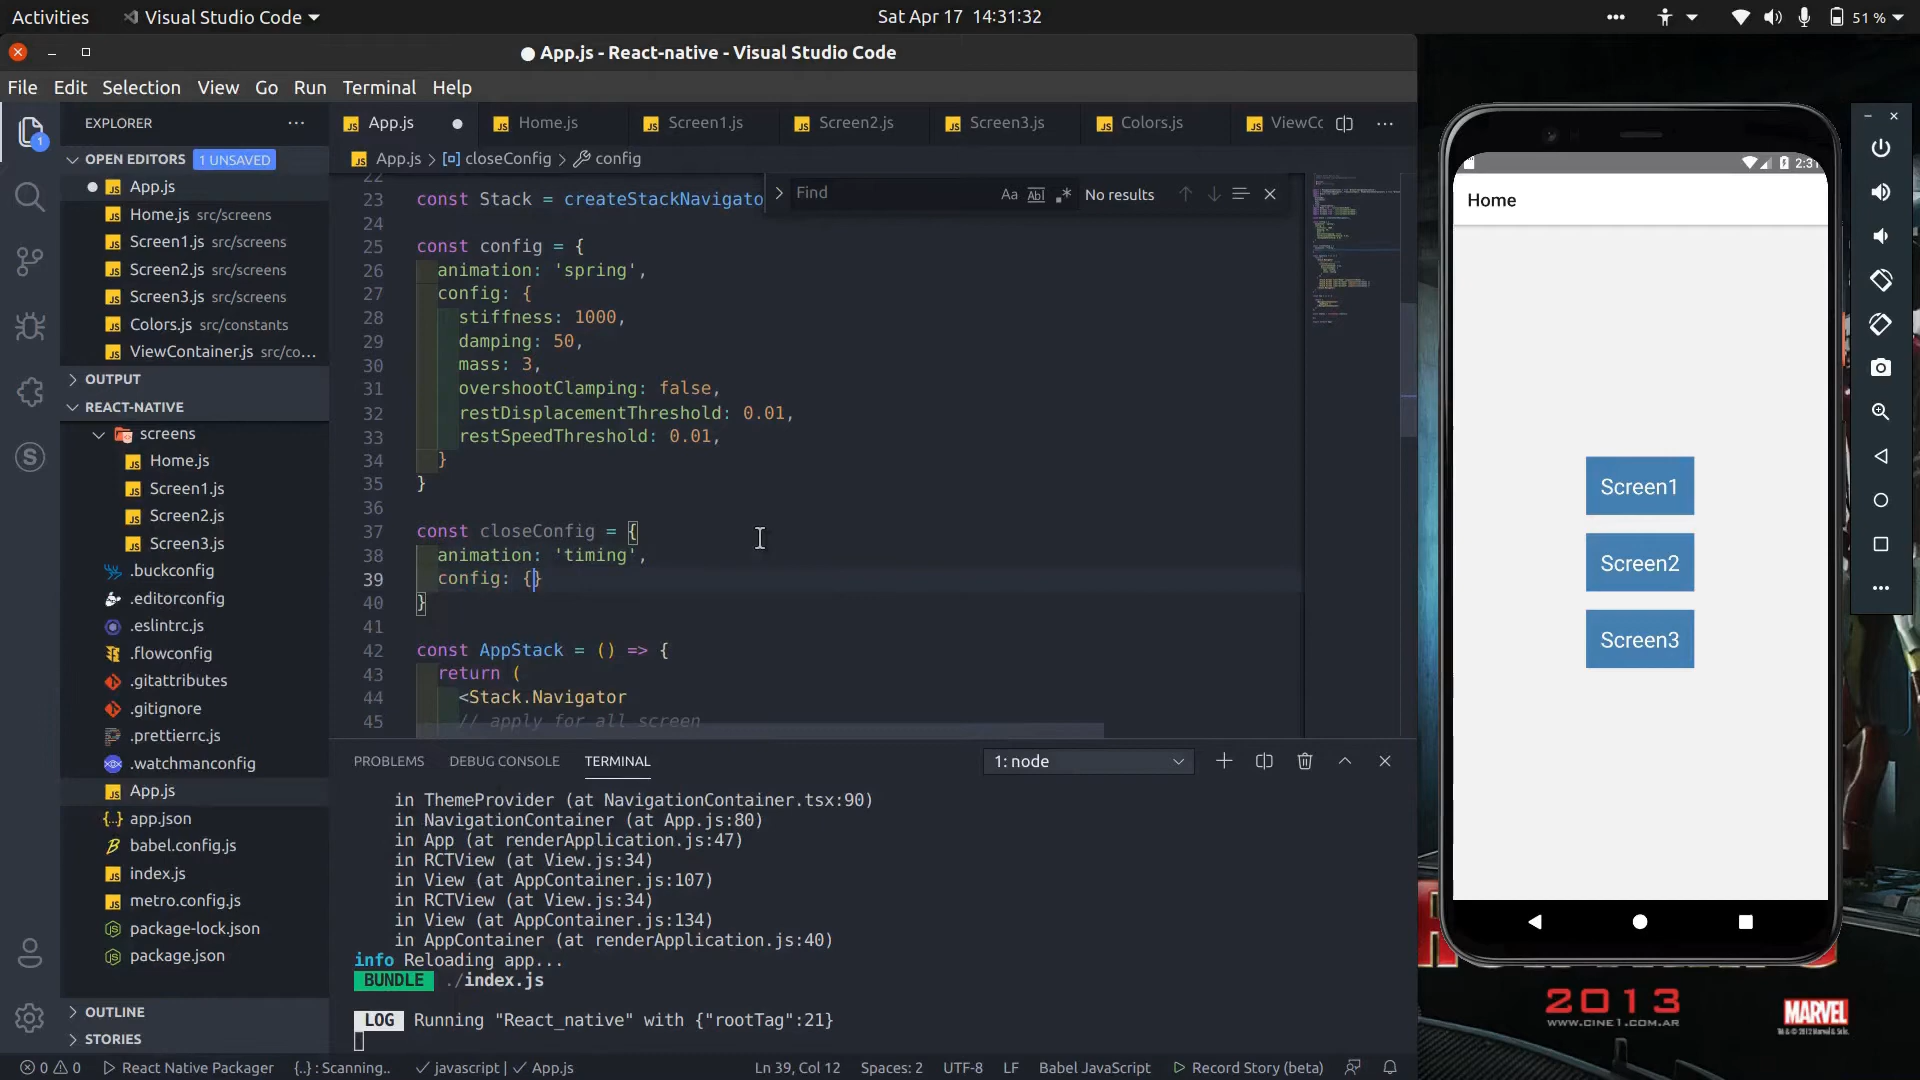 Activities
Visual Studio Code
Sat Apr 17 14:31:32
51 %
App.js - React-native - Visual Studio Code
File Edit Selection View Go Run Terminal Help
EXPLORER
App.js
Home.js
Screen1.js
Screen2.js
Screen3.js
Colors.js
ViewCo
1
OPEN EDITORS 1 UNSAVED
App.js
Home.js src/screens
Screen1.js src/screens
Screen2.js src/screens
Screen3.js src/screens
Colors.js src/constants
ViewContainer.js src/co...
OUTPUT
REACT-NATIVE
screens
Home.js
Screen1.js
Screen2.js
Screen3.js
.buckconfig
.editorconfig
.eslintrc.js
.flowconfig
.gitattributes
.gitignore
.prettierrc.js
.watchmanconfig
App.js
app.json
babel.config.js
index.js
metro.config.js
package-lock.json
package.json
OUTLINE
STORIES
App.js > closeConfig > config
Find
Aa Abl .* No results
22
23 const Stack = createStackNavigato
24
25 const config = {
26 animation: 'spring',
27 config: {
28 stiffness: 1000,
29 damping: 50,
30 mass: 3,
31 overshootClamping: false,
32 restDisplacementThreshold: 0.01,
33 restSpeedThreshold: 0.01,
34 }
35 }
36
37 const closeConfig = {
38 animation: 'timing',
39 config: {}
40 }
41
42 const AppStack = () => {
43 return (
44 <Stack.Navigator
45 // apply for all screen
PROBLEMS DEBUG CONSOLE TERMINAL
1: node
in ThemeProvider (at NavigationContainer.tsx:90)
in NavigationContainer (at App.js:80)
in App (at renderApplication.js:47)
in RCTView (at View.js:34)
in View (at AppContainer.js:107)
in RCTView (at View.js:34)
in View (at AppContainer.js:134)
in AppContainer (at renderApplication.js:40)
info Reloading app...
BUNDLE ./index.js
LOG Running "React_native" with {"rootTag":21}
0 0 React Native Packager {..} : Scanning.. javascript | App.js Ln 39, Col 12 Spaces: 2 UTF-8 LF Babel JavaScript Record Story (beta)
2:31
Home
Screen1
Screen2
Screen3
2013
WWW.CINE1.COM.AR
MARVEL